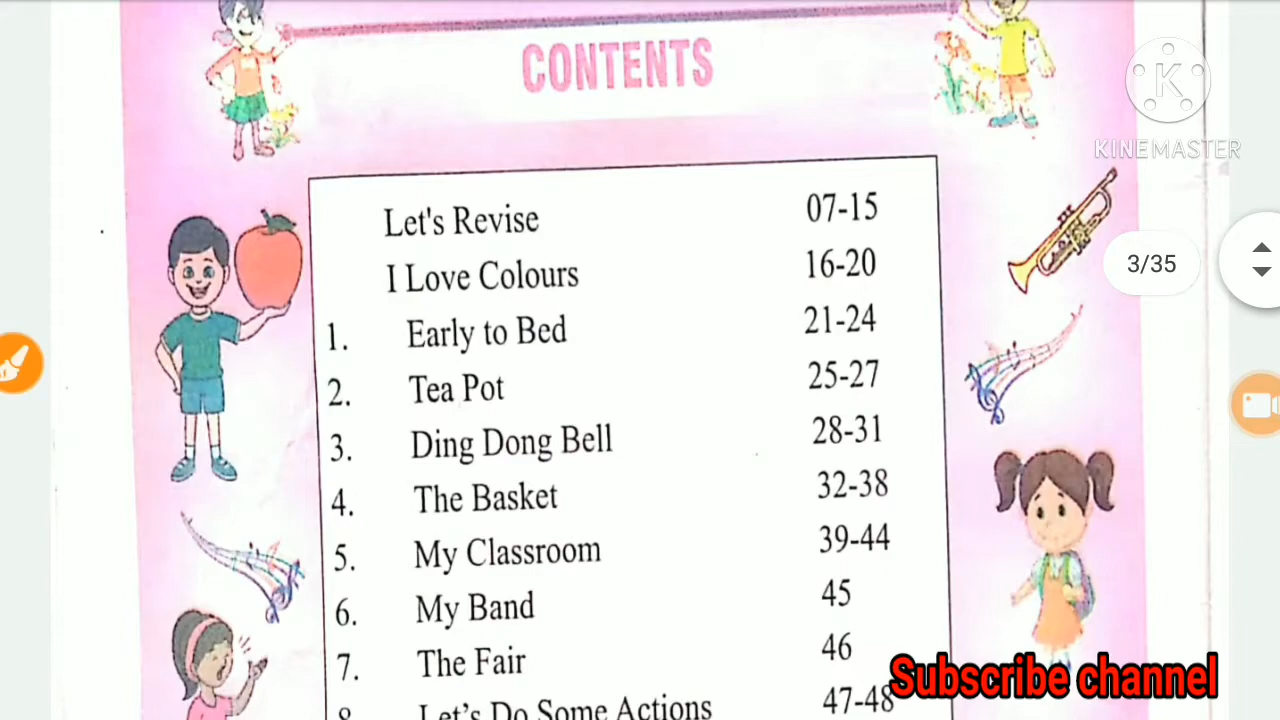 CONTENTS
K
KINEMASTER
Let's Revise 07-15
I Love Colours 16-20
3/35
1. Early to Bed 21-24
2. Tea Pot 25-27
3. Ding Dong Bell 28-31
4. The Basket 32-38
5. My Classroom 39-44
6. My Band 45
7. The Fair 46
8. Let's Do Some Actions 47-48
Subscribe channel